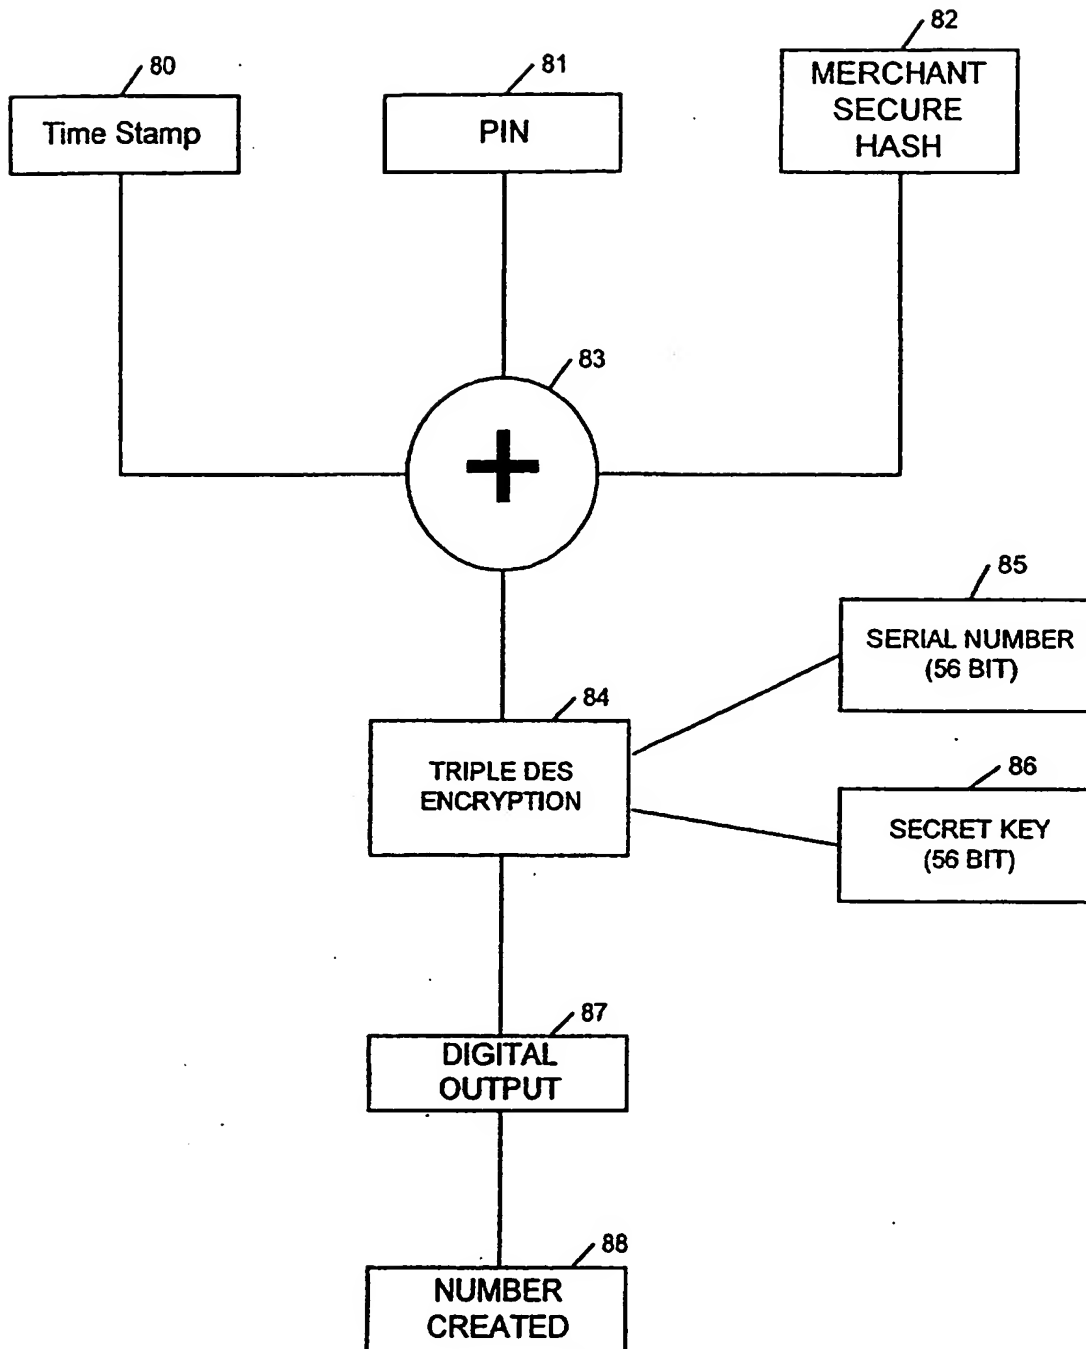 80
Time Stamp
81
PIN
82
MERCHANT
SECURE
HASH
83
+
84
TRIPLE DES
ENCRYPTION
85
SERIAL NUMBER
(56 BIT)
86
SECRET KEY
(56 BIT)
87
DIGITAL
OUTPUT
88
NUMBER
CREATED